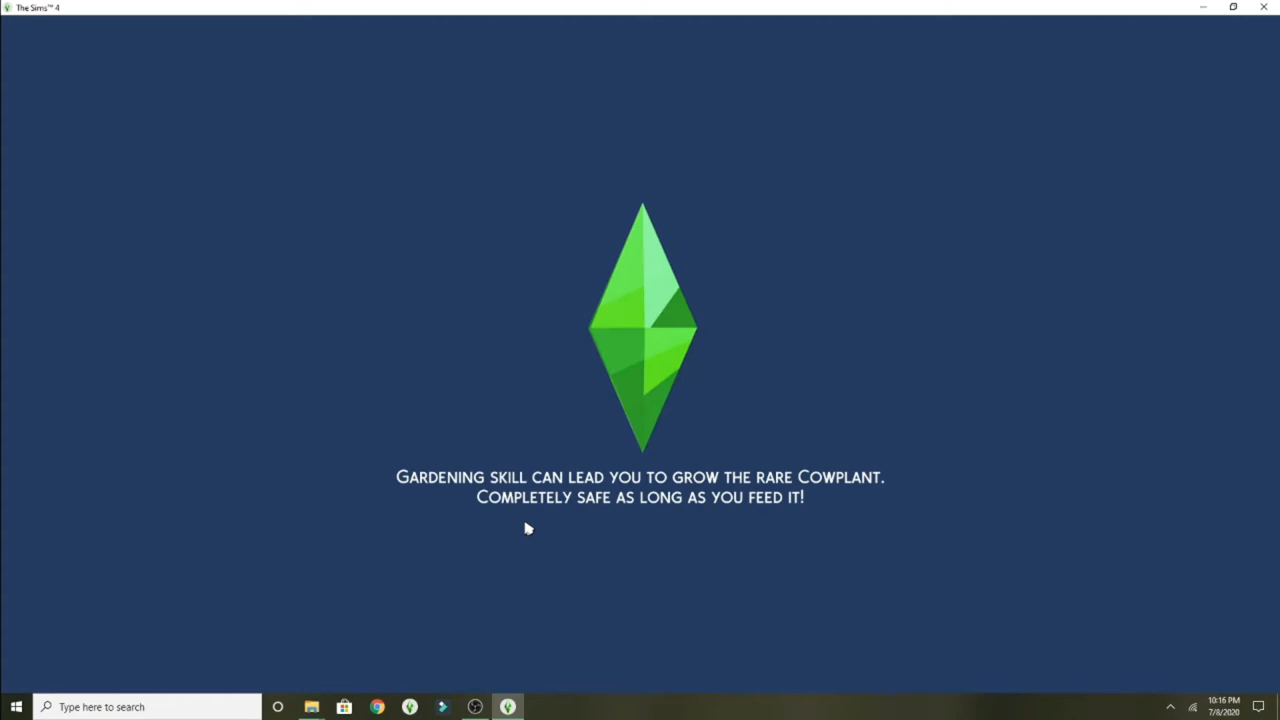 The Sims™ 4
GARDENING SKILL CAN LEAD YOU TO GROW THE RARE COWPLANT.
COMPLETELY SAFE AS LONG AS YOU FEED IT!
Type here to search
10:16 PM
7/8/2020